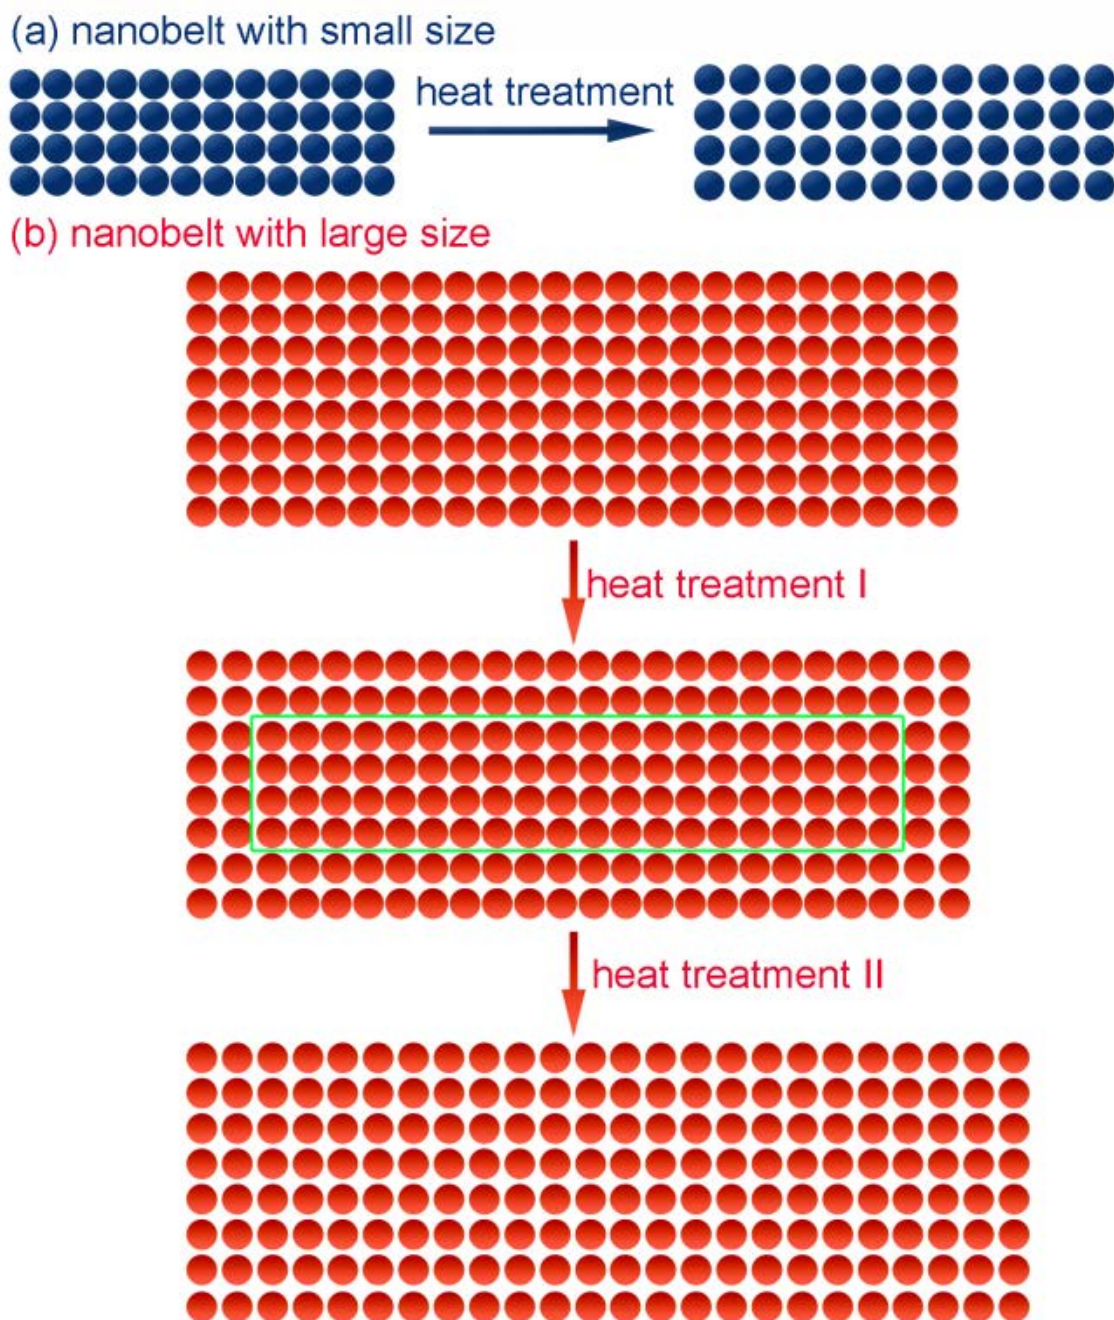 (a) nanobelt with small size
heat treatment
(b) nanobelt with large size
heat treatment I
heat treatment II